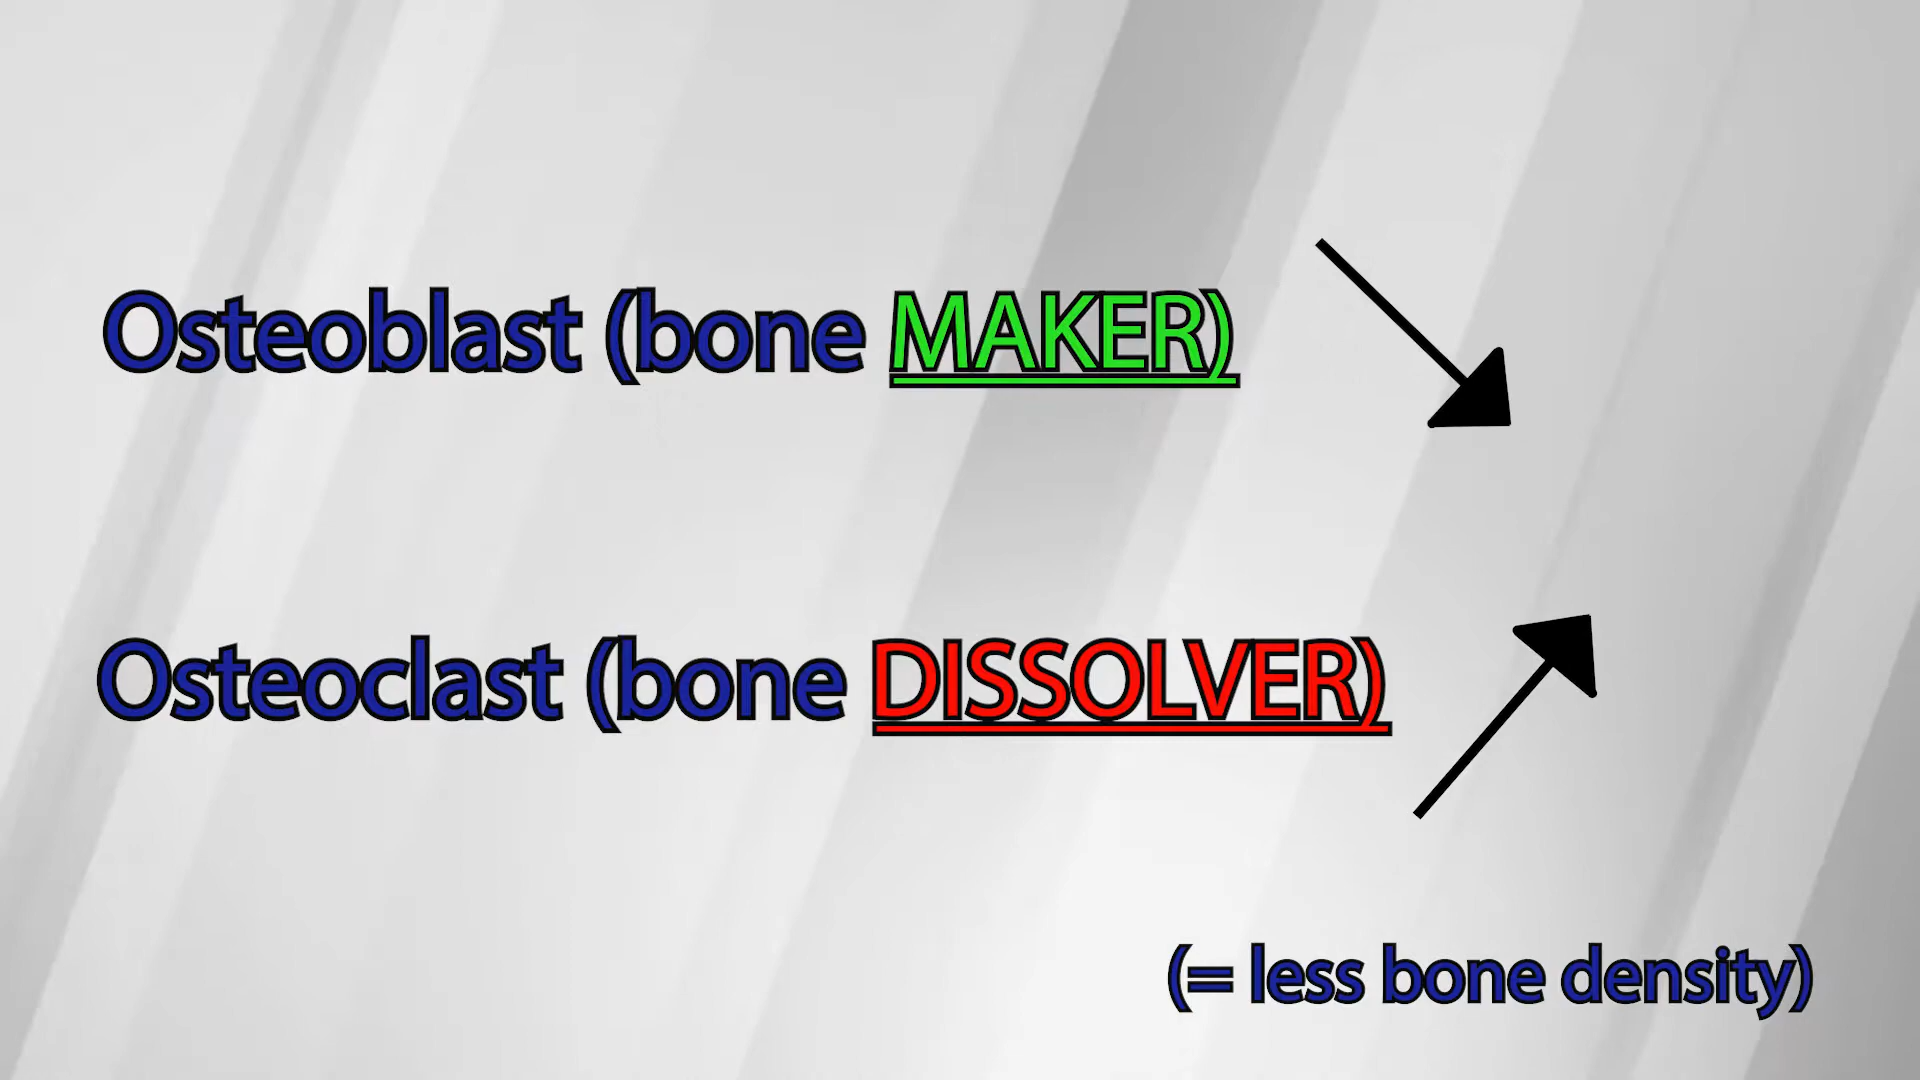 Osteoblast (bone MAKER)
Osteoclast (bone DISSOLVER)
(= less bone density)